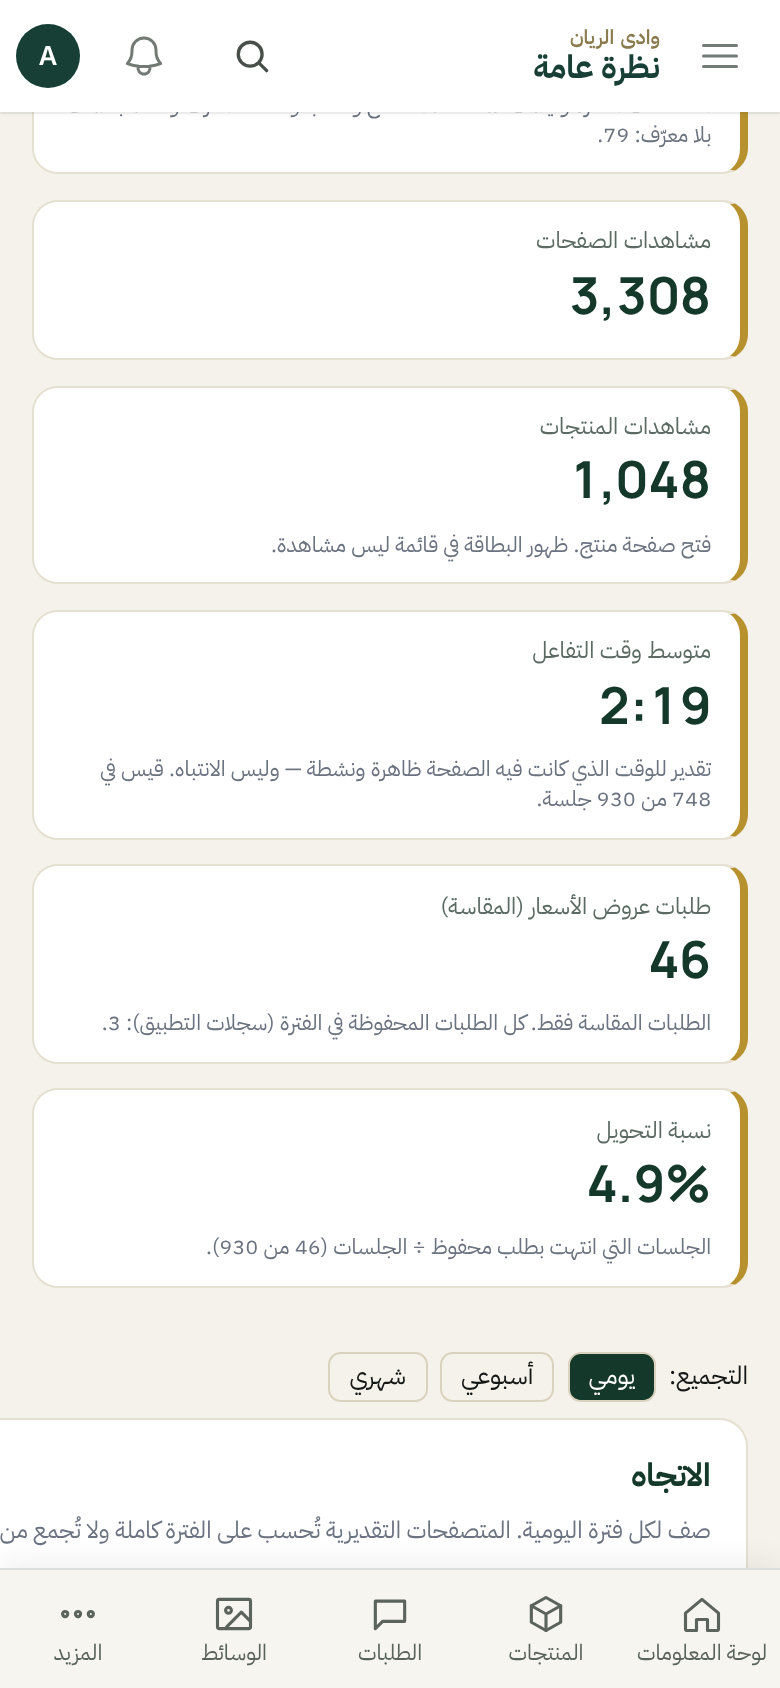 وادي الريان
نظرة عامة
A
بلا معرّف: 79.
مشاهدات الصفحات
3,308
مشاهدات المنتجات
1,048
فتح صفحة منتج. ظهور البطاقة في قائمة ليس مشاهدة.
متوسط وقت التفاعل
2:19
تقدير للوقت الذي كانت فيه الصفحة ظاهرة ونشطة — وليس الانتباه. قيس في
748 من 930 جلسة.
طلبات عروض الأسعار (المقاسة)
46
الطلبات المقاسة فقط. كل الطلبات المحفوظة في الفترة (سجلات التطبيق): 3.
نسبة التحويل
4.9%
الجلسات التي انتهت بطلب محفوظ ÷ الجلسات (46 من 930).
التجميع:
يومي
أسبوعي
شهري
الاتجاه
صف لكل فترة اليومية. المتصفحات التقديرية تُحسب على الفترة كاملة ولا تُجمع من
لوحة المعلومات
المنتجات
الطلبات
الوسائط
المزيد